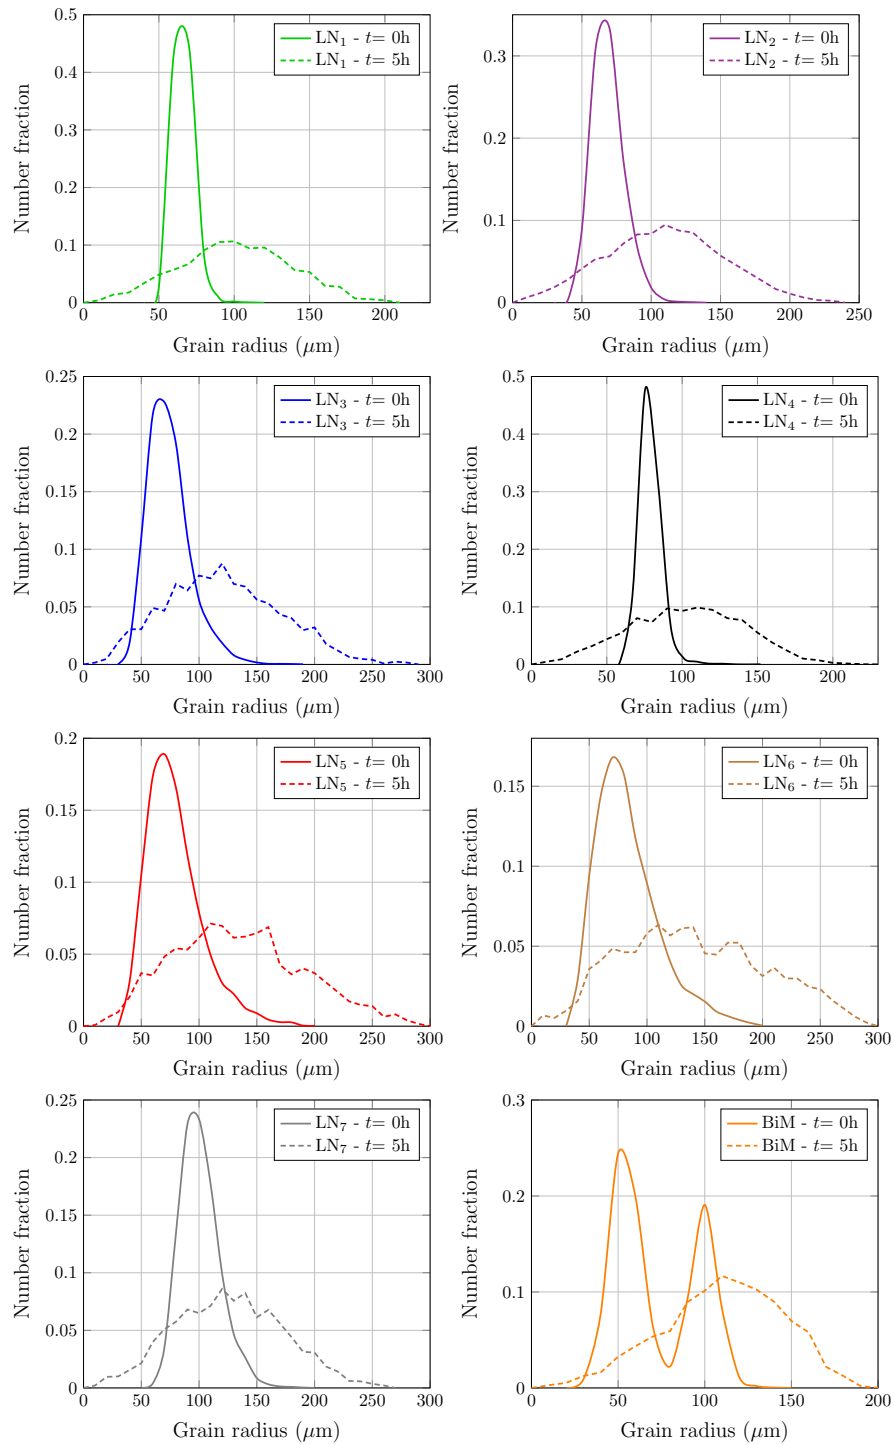 LN₁ - t= 0h
LN₁ - t= 5h
Number fraction
0
0.1
0.2
0.3
0.4
0.5
0
50
100
150
200
Grain radius (μm)
LN₂ - t= 0h
LN₂ - t= 5h
Number fraction
0
0.1
0.2
0.3
0
50
100
150
200
250
Grain radius (μm)
LN₃ - t= 0h
LN₃ - t= 5h
Number fraction
0
0.05
0.1
0.15
0.2
0.25
0
50
100
150
200
250
300
Grain radius (μm)
LN₄ - t= 0h
LN₄ - t= 5h
Number fraction
0
0.1
0.2
0.3
0.4
0.5
0
50
100
150
200
Grain radius (μm)
LN₅ - t= 0h
LN₅ - t= 5h
Number fraction
0
0.05
0.1
0.15
0.2
0
50
100
150
200
250
300
Grain radius (μm)
LN₆ - t= 0h
LN₆ - t= 5h
Number fraction
0
0.05
0.1
0.15
0
50
100
150
200
250
300
Grain radius (μm)
LN₇ - t= 0h
LN₇ - t= 5h
Number fraction
0
0.05
0.1
0.15
0.2
0.25
0
50
100
150
200
250
300
Grain radius (μm)
BiM - t= 0h
BiM - t= 5h
Number fraction
0
0.1
0.2
0.3
0
50
100
150
200
Grain radius (μm)